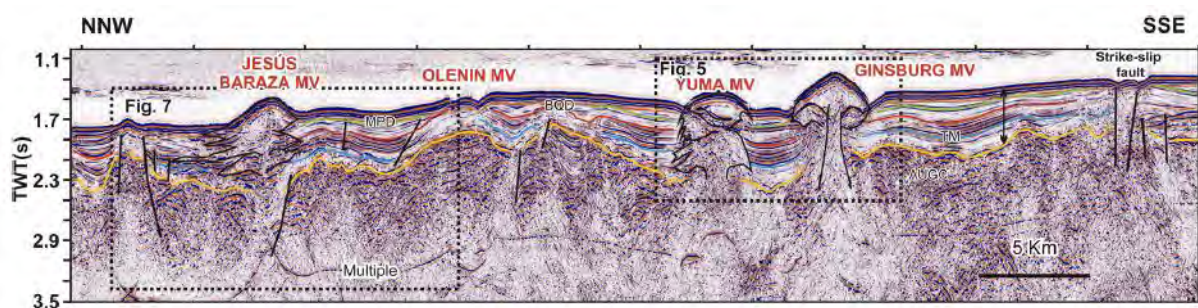 NNW
SSE
1.1
1.7
2.3
2.9
3.5
TWT(s)
JESÚS
BARAZA MV
OLENIN MV
Fig. 5
YUMA MV
GINSBURG MV
Strike-slip
fault
Fig. 7
MPD
BQD
TM
AUGC
Multiple
5 Km